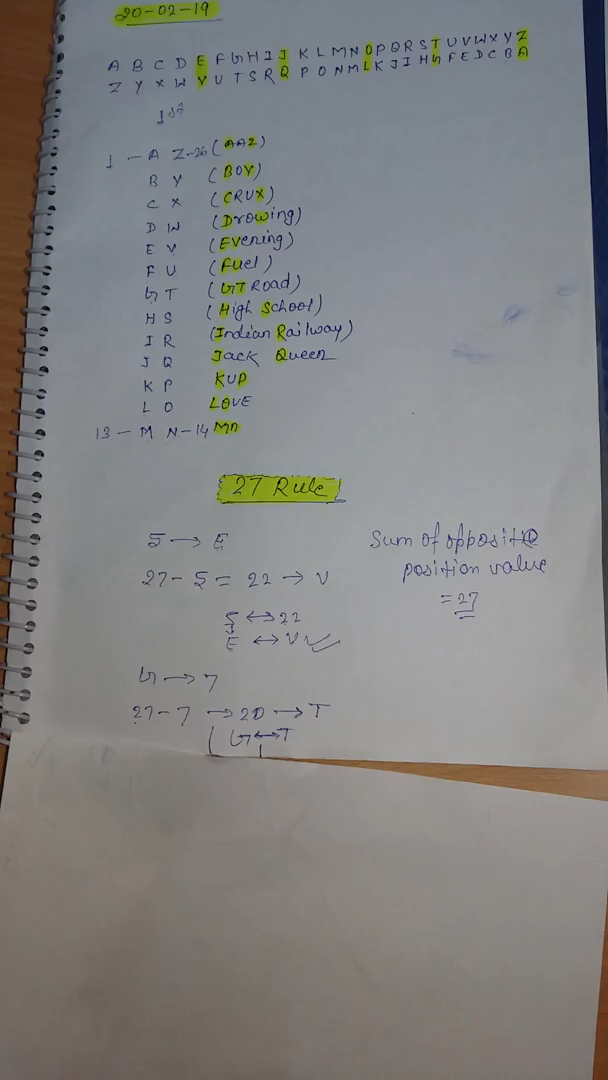 20-02-19
A B C D E F G H I J K L M N O P Q R S T U V W X Y Z
Z Y X W V U T S R Q P O N M L K J I H G F E D C B A
1st
1 - A Z-26 (AAZ)
B Y (BOY)
C X (CRUX)
D W (Drowing)
E V (Evening)
F U (Fuel)
G T (GT Road)
H S (High School)
I R (Indian Railway)
J Q Jack Queen
K P KUP
L O LOVE
13 - M N-14 Mn
27 Rule
5 → E
27 - 5 = 22 → V
5 ↔ 22
E ↔ V ✓
Sum of opposite
position value
= 27
G → 7
27 - 7 → 20 → T
( G ↔ T